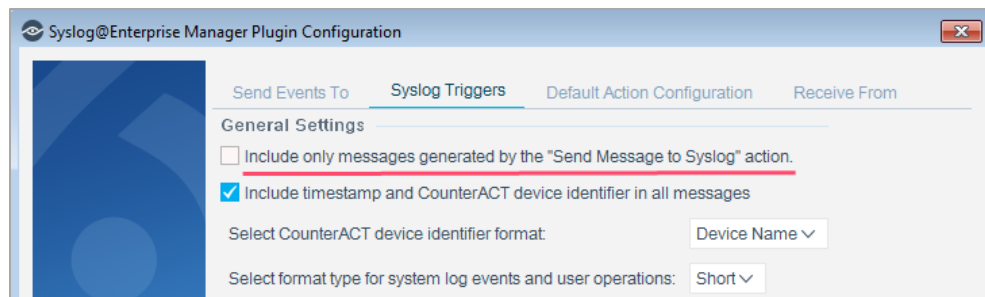 Syslog@Enterprise Manager Plugin Configuration
Send Events To Syslog Triggers Default Action Configuration Receive From
General Settings
Include only messages generated by the "Send Message to Syslog" action.
Include timestamp and CounterACT device identifier in all messages
Select CounterACT device identifier format: Device Name
Select format type for system log events and user operations: Short